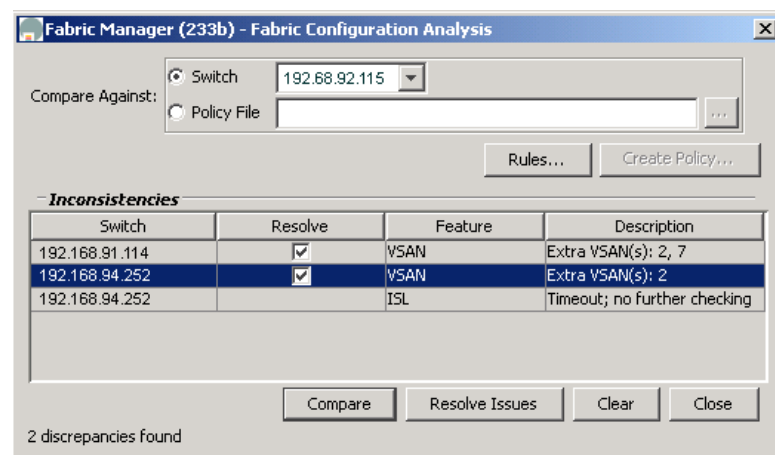 Fabric Manager (233b) - Fabric Configuration Analysis
Compare Against:
Switch 192.68.92.115
Policy File ...
Rules... Create Policy...
Inconsistencies
Switch Resolve Feature Description
192.168.91.114 VSAN Extra VSAN(s): 2, 7
192.168.94.252 VSAN Extra VSAN(s): 2
192.168.94.252 ISL Timeout; no further checking
Compare Resolve Issues Clear Close
2 discrepancies found